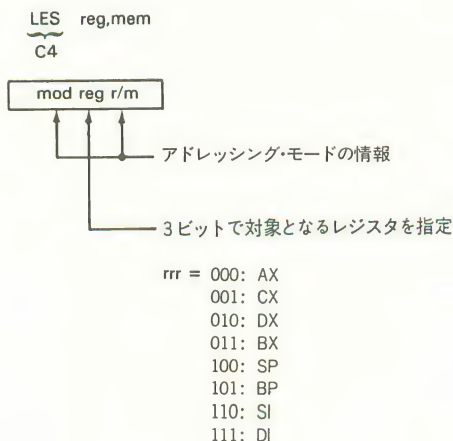 LES reg,mem
C4
mod reg r/m
アドレッシング・モードの情報
3ビットで対象となるレジスタを指定
rrr = 000: AX
001: CX
010: DX
011: BX
100: SP
101: BP
110: SI
111: DI